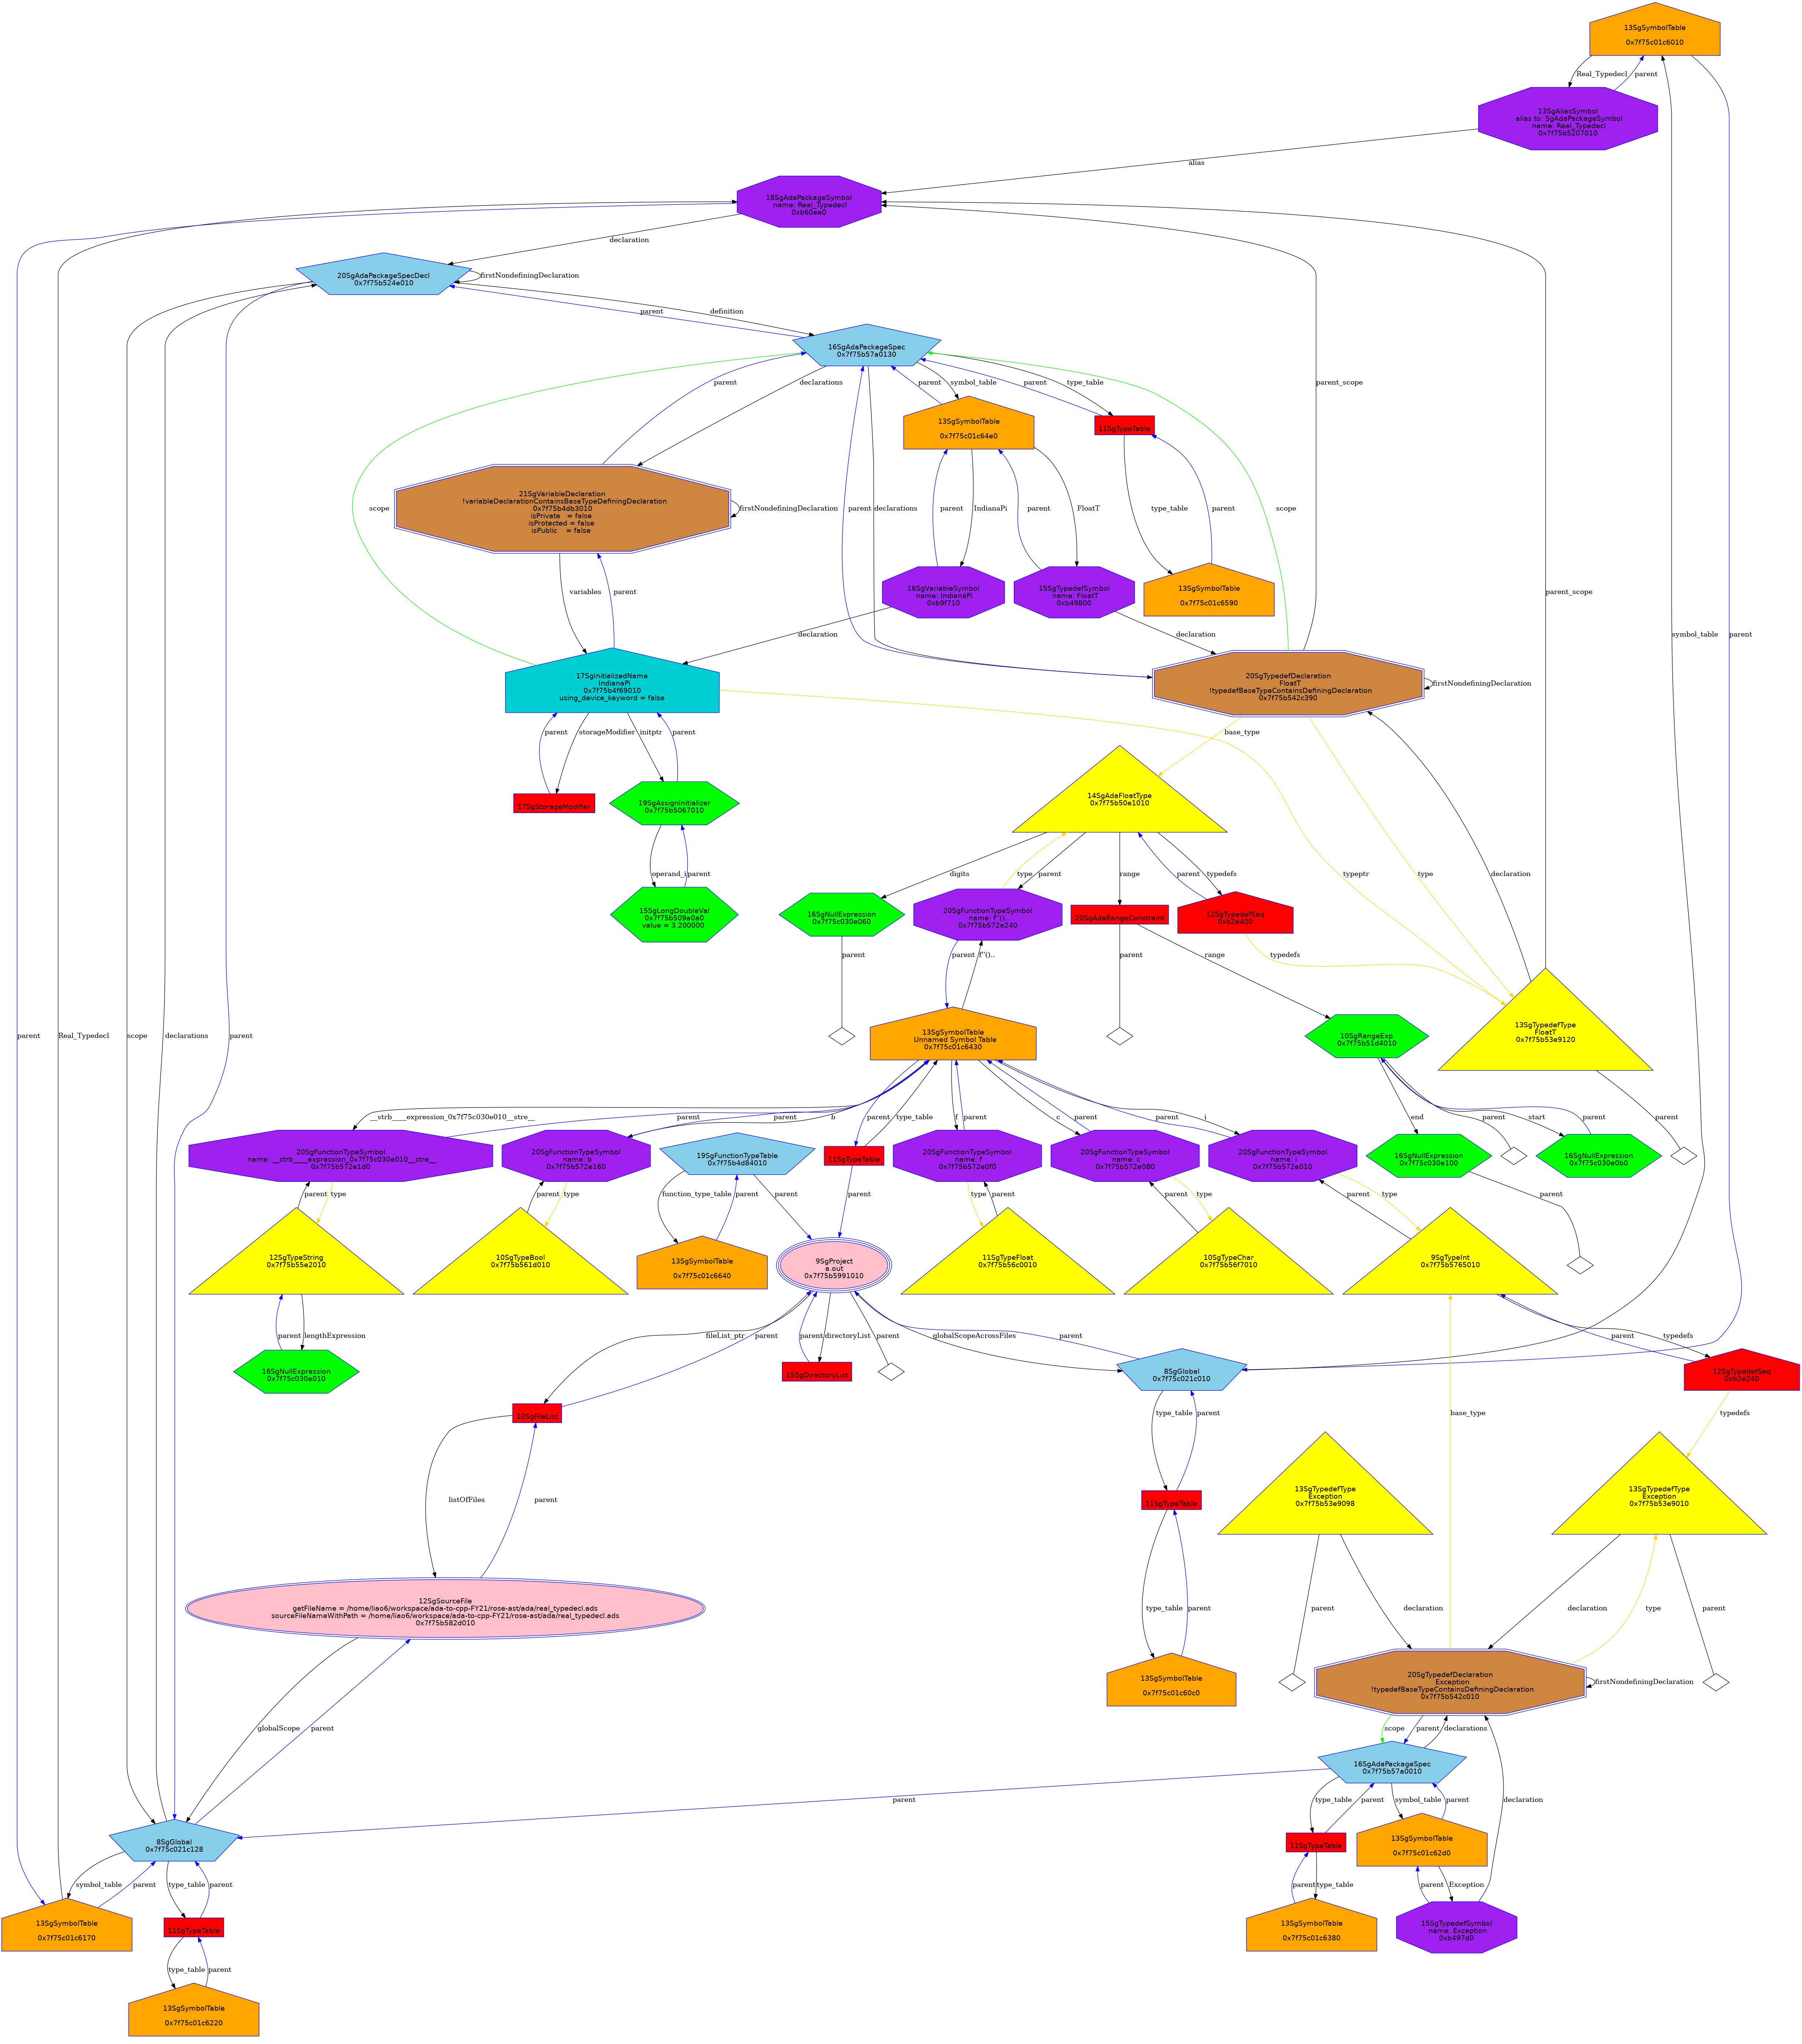 13SgSymbolTable
0x7f75c01c6010
Real_Typedecl
parent
13SgAliasSymbol
alias to: SgAdaPackageSymbol
name: Real_Typedecl
0x7f75b5207010
alias
18SgAdaPackageSymbol
name: Real_Typedecl
0xb60ee0
declaration
20SgAdaPackageSpecDecl
0x7f75b524e010
firstNondefiningDeclaration
parent
definition
parent_scope
16SgAdaPackageSpec
0x7f75b57a0130
parent
declarations
parent
symbol_table
parent
type_table
13SgSymbolTable
0x7f75c01c64e0
11SgTypeTable
21SgVariableDeclaration
!variableDeclarationContainsBaseTypeDefiningDeclaration
0x7f75b4db3010
isPrivate = false
isProtected = false
isPublic = false
firstNondefiningDeclaration
scope
parent
declarations
parent
IndianaPi
parent
FloatT
type_table
parent
scope
variables
parent
16SgVariableSymbol
name: IndianaPi
0xb9f710
15SgTypedefSymbol
name: FloatT
0xb49800
13SgSymbolTable
0x7f75c01c6590
parent_scope
declaration
declaration
symbol_table
parent
17SgInitializedName
IndianaPi
0x7f75b4f69010
using_device_keyword = false
20SgTypedefDeclaration
FloatT
!typedefBaseTypeContainsDefiningDeclaration
0x7f75b542c390
firstNondefiningDeclaration
parent
storageModifier
initptr
parent
base_type
17SgStorageModifier
19SgAssignInitializer
0x7f75b5067010
14SgAdaFloatType
0x7f75b50e1010
operand_i
parent
digits
type
parent
range
parent
typedefs
typeptr
type
declaration
15SgLongDoubleVal
0x7f75b509a0a0
value = 3.200000
16SgNullExpression
0x7f75c030e060
20SgFunctionTypeSymbol
name: f"()..
0x7f75b572e240
20SgAdaRangeConstraint
12SgTypedefSeq
0xb2e400
parent
parent
f"()..
parent
range
typedefs
13SgTypedefType
FloatT
0x7f75b53e9120
parent
Real_Typedecl
scope
declarations
parent
13SgSymbolTable
Unnamed Symbol Table
0x7f75c01c6430
10SgRangeExp
0x7f75b51d4010
__strb____expression_0x7f75c030e010__stre__
parent
parent
b
parent
type_table
f
parent
c
parent
parent
i
end
parent
start
parent
parent
20SgFunctionTypeSymbol
name: __strb____expression_0x7f75c030e010__stre__
0x7f75b572e1d0
20SgFunctionTypeSymbol
name: b
0x7f75b572e160
19SgFunctionTypeTable
0x7f75b4d84010
11SgTypeTable
20SgFunctionTypeSymbol
name: f
0x7f75b572e0f0
20SgFunctionTypeSymbol
name: c
0x7f75b572e080
20SgFunctionTypeSymbol
name: i
0x7f75b572e010
16SgNullExpression
0x7f75c030e100
16SgNullExpression
0x7f75c030e0b0
parent
type
parent
type
function_type_table
parent
parent
parent
type
parent
parent
type
parent
type
parent
12SgTypeString
0x7f75b55e2010
10SgTypeBool
0x7f75b561d010
13SgSymbolTable
0x7f75c01c6640
9SgProject
a.out
0x7f75b5991010
11SgTypeFloat
0x7f75b56c0010
10SgTypeChar
0x7f75b56f7010
9SgTypeInt
0x7f75b5765010
parent
lengthExpression
fileList_ptr
parent
parent
directoryList
parent
globalScopeAcrossFiles
parent
parent
typedefs
16SgNullExpression
0x7f75c030e010
15SgDirectoryList
8SgGlobal
0x7f75c021c010
12SgTypedefSeq
0xb2e240
10SgFileList
type_table
parent
base_type
typedefs
listOfFiles
parent
11SgTypeTable
13SgTypedefType
Exception
0x7f75b53e9098
13SgTypedefType
Exception
0x7f75b53e9010
12SgSourceFile
getFileName = /home/liao6/workspace/ada-to-cpp-FY21/rose-ast/ada/real_typedecl.ads
sourceFileNameWithPath = /home/liao6/workspace/ada-to-cpp-FY21/rose-ast/ada/real_typedecl.ads
0x7f75b582d010
type_table
parent
parent
declaration
declaration
type
parent
13SgSymbolTable
0x7f75c01c60c0
20SgTypedefDeclaration
Exception
!typedefBaseTypeContainsDefiningDeclaration
0x7f75b542c010
firstNondefiningDeclaration
globalScope
parent
scope
parent
declarations
16SgAdaPackageSpec
0x7f75b57a0010
parent
type_table
parent
symbol_table
parent
declaration
8SgGlobal
0x7f75c021c128
11SgTypeTable
13SgSymbolTable
0x7f75c01c62d0
symbol_table
parent
type_table
parent
parent
type_table
parent
Exception
13SgSymbolTable
0x7f75c01c6170
11SgTypeTable
13SgSymbolTable
0x7f75c01c6380
15SgTypedefSymbol
name: Exception
0xb497d0
type_table
parent
13SgSymbolTable
0x7f75c01c6220